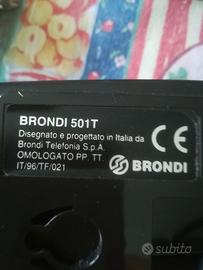 BRONDI 501T
Disegnato e progettato in Italia da
Brondi Telefonia S.p.A.
OMOLOGATO PP. TT.
IT/96/TF/021
CE
BRONDI
subito